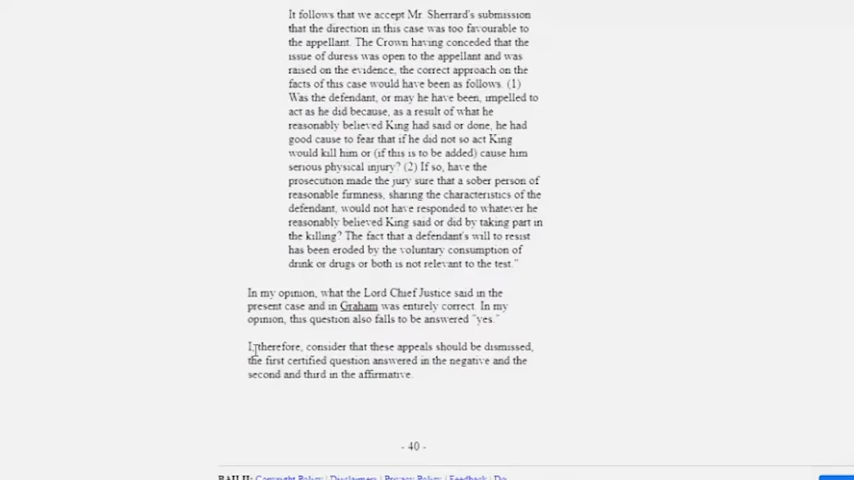 It follows that we accept Mr. Sherrard's submission
that the direction in this case was too favourable to
the appellant. The Crown having conceded that the
issue of duress was open to the appellant and was
raised on the evidence, the correct approach on the
facts of this case would have been as follows. (1)
Was the defendant, or may he have been, impelled to
act as he did because, as a result of what he
reasonably believed King had said or done, he had
good cause to fear that if he did not so act King
would kill him or (if this is to be added) cause him
serious physical injury? (2) If so, have the
prosecution made the jury sure that a sober person of
reasonable firmness, sharing the characteristics of the
defendant, would not have responded to whatever he
reasonably believed King said or did by taking part in
the killing? The fact that a defendant's will to resist
has been eroded by the voluntary consumption of
drink or drugs or both is not relevant to the test."
In my opinion, what the Lord Chief Justice said in the
present case and in Graham was entirely correct. In my
opinion, this question also falls to be answered "yes."
I, therefore, consider that these appeals should be dismissed,
the first certified question answered in the negative and the
second and third in the affirmative.
- 40 -
BAILII: Copyright Policy | Disclaimers | Privacy Policy | Feedback | Do